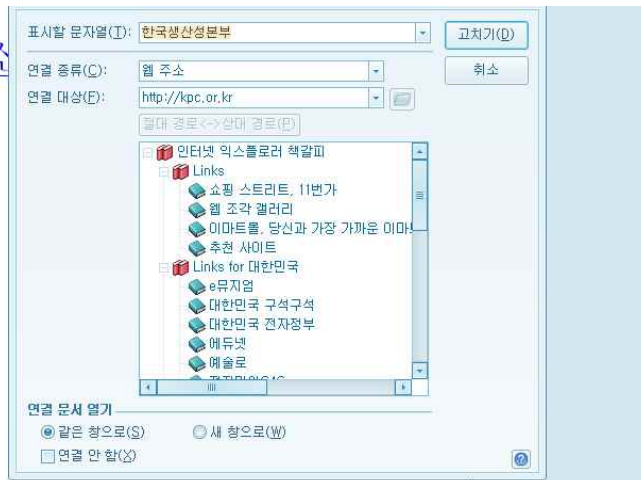 표시할 문자열(T): 한국생산성본부
고치기(D)
연결 종류(C): 웹 주소
취소
연결 대상(F): http://kpc.or.kr
절대 경로<->상대 경로(P)
인터넷 익스플로러 책갈피
Links
쇼핑 스트리트, 11번가
웹 조각 갤러리
이마트몰, 당신과 가장 가까운
추천 사이트
Links for 대한민국
e뮤지엄
대한민국 구석구석
대한민국 전자정부
에듀넷
예술로
연결 문서 열기
같은 창으로(S) 새 창으로(W)
연결 안 함(X)